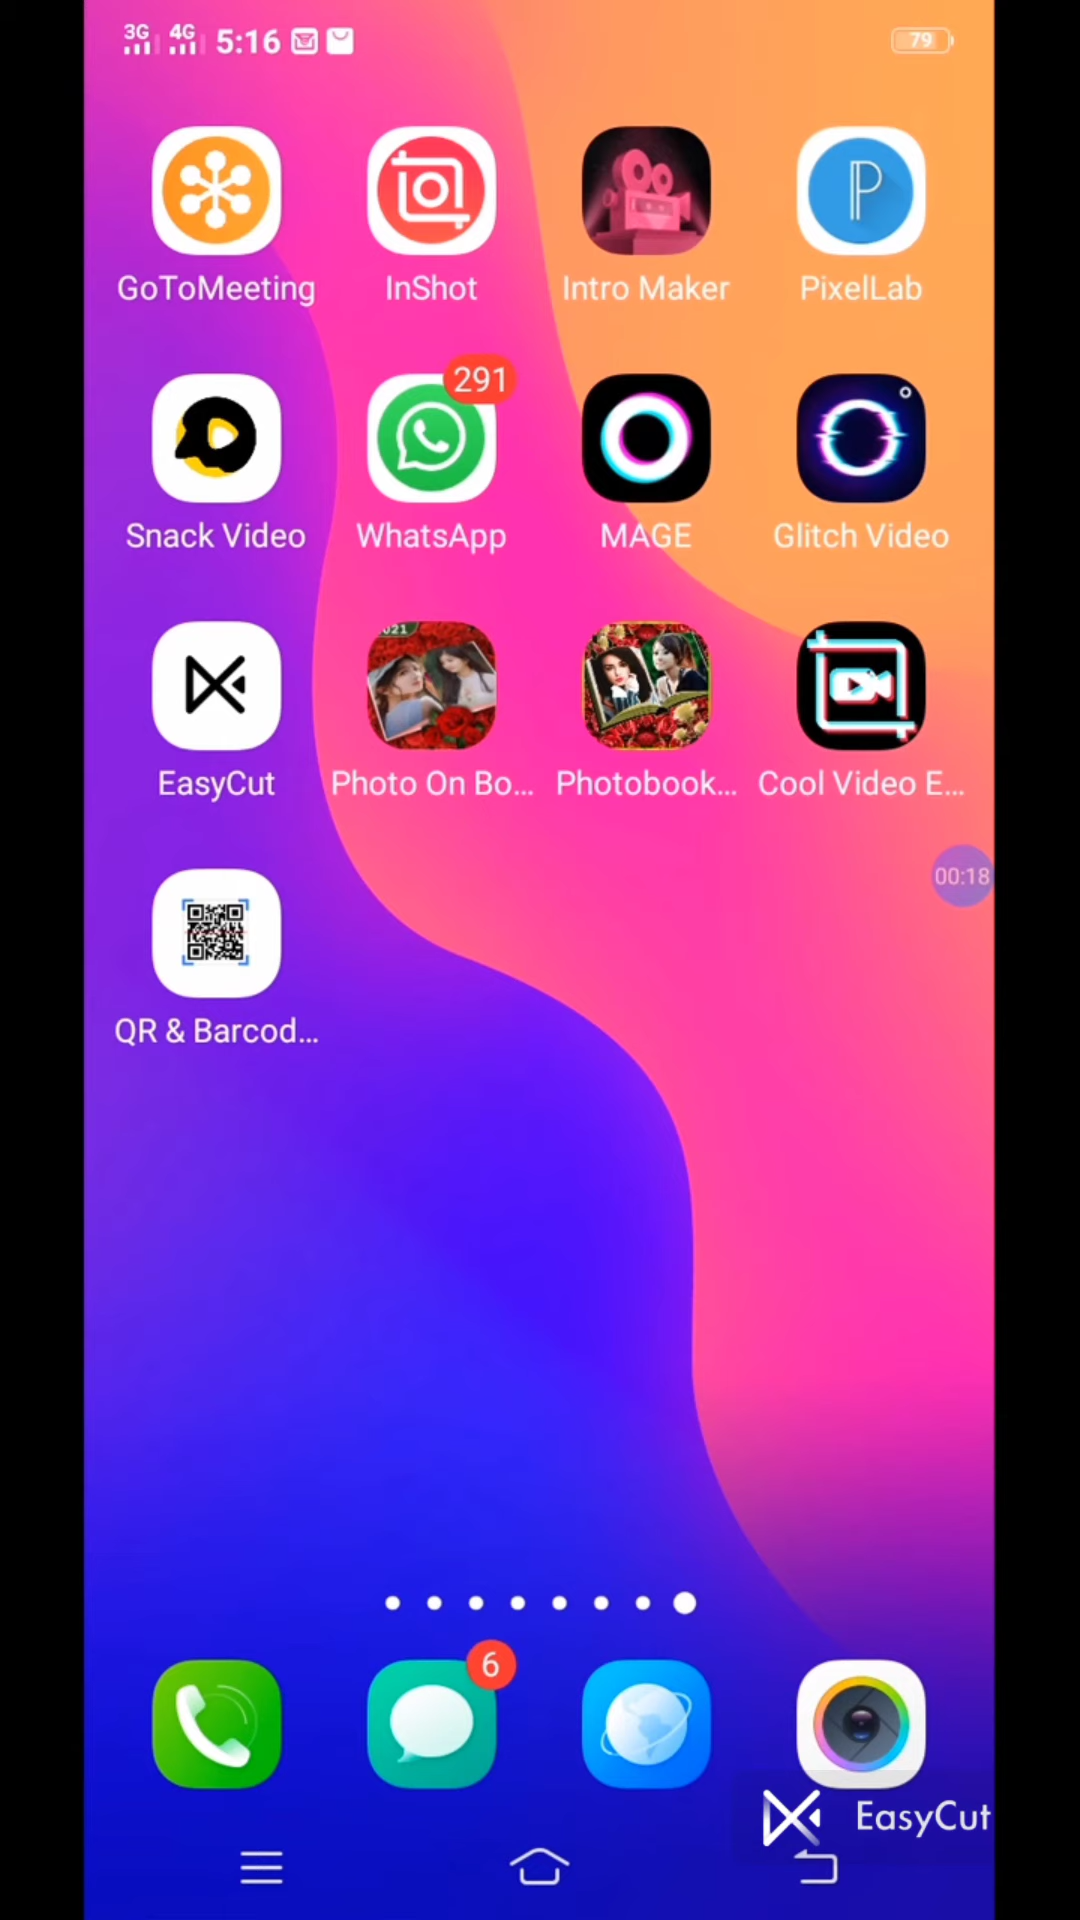 3G 4G 5:16 79
GoToMeeting InShot Intro Maker PixelLab
291
Snack Video WhatsApp MAGE Glitch Video
021
EasyCut Photo On Bo... Photobook... Cool Video E...
00:18
QR & Barcod...
6
EasyCut